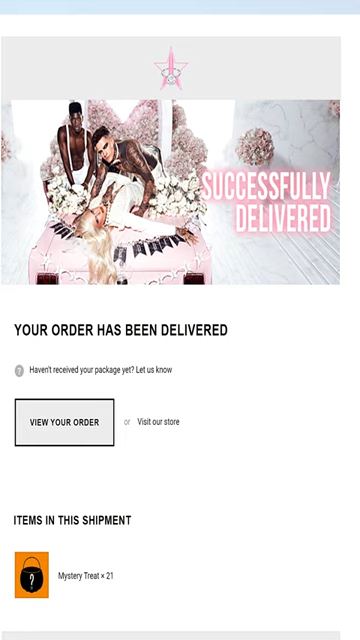 SUCCESSFULLY
DELIVERED
YOUR ORDER HAS BEEN DELIVERED
? Haven't received your package yet? Let us know
VIEW YOUR ORDER or Visit our store
ITEMS IN THIS SHIPMENT
?
Mystery Treat × 21